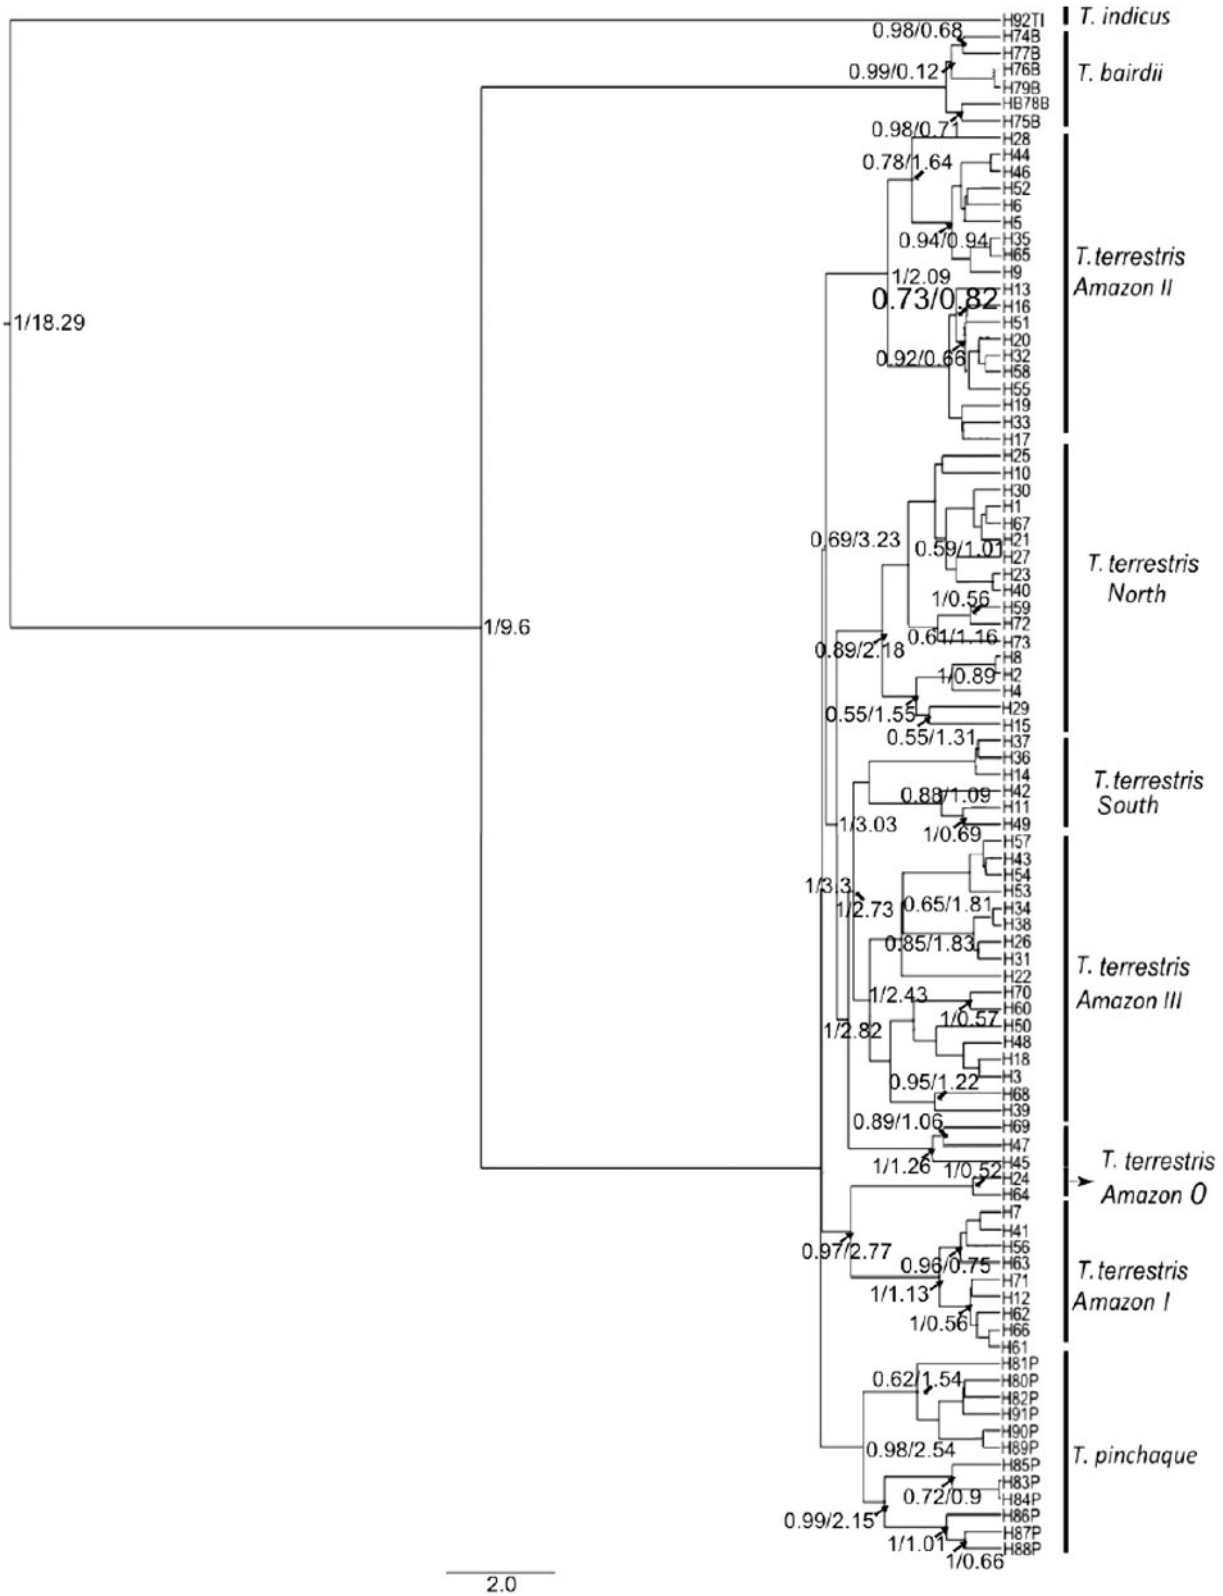 H92TI
T. indicus
0.98/0.68
H74B
H77B
0.99/0.12
H76B
T. bairdii
H79B
HB78B
H75B
0.98/0.71
H28
0.78/1.64
H44
H46
H52
H6
H5
0.94/0.94
H35
H65
T. terrestris
Amazon II
H9
1/2.09
H13
0.73/0.82
H16
H51
H20
0.92/0.66
H32
H58
H55
H19
H33
H17
H25
H10
H30
H1
H67
0.69/3.23
H21
0.59/1.01
H27
T. terrestris
North
H23
H40
1/0.56
H59
H72
0.61/1.16
H73
0.89/2.18
H8
1/0.89
H2
H4
0.55/1.55
H29
H15
0.55/1.31
H37
H36
H14
T. terrestris
South
0.88/1.09
H42
H11
1/3.03
H49
1/0.69
H57
H43
H54
1/3.3
H53
1/2.73
0.65/1.81
H34
H38
0.85/1.83
H26
H31
H22
T. terrestris
Amazon III
1/2.43
H70
H60
1/0.57
H50
1/2.82
H48
H18
H3
0.95/1.22
H68
H39
0.89/1.06
H69
H47
1/1.26
H45
1/0.52
T. terrestris
Amazon 0
H24
H64
H7
H41
0.97/2.77
H56
0.96/0.75
H63
T. terrestris
Amazon I
H71
1/1.13
H12
H62
1/0.56
H66
H61
H81P
0.62/1.54
H80P
H82P
H91P
H90P
0.98/2.54
H89P
T. pinchaque
H85P
H83P
0.72/0.9
H84P
0.99/2.15
H86P
1/1.01
H87P
H88P
1/0.66
1/18.29
1/9.6
2.0